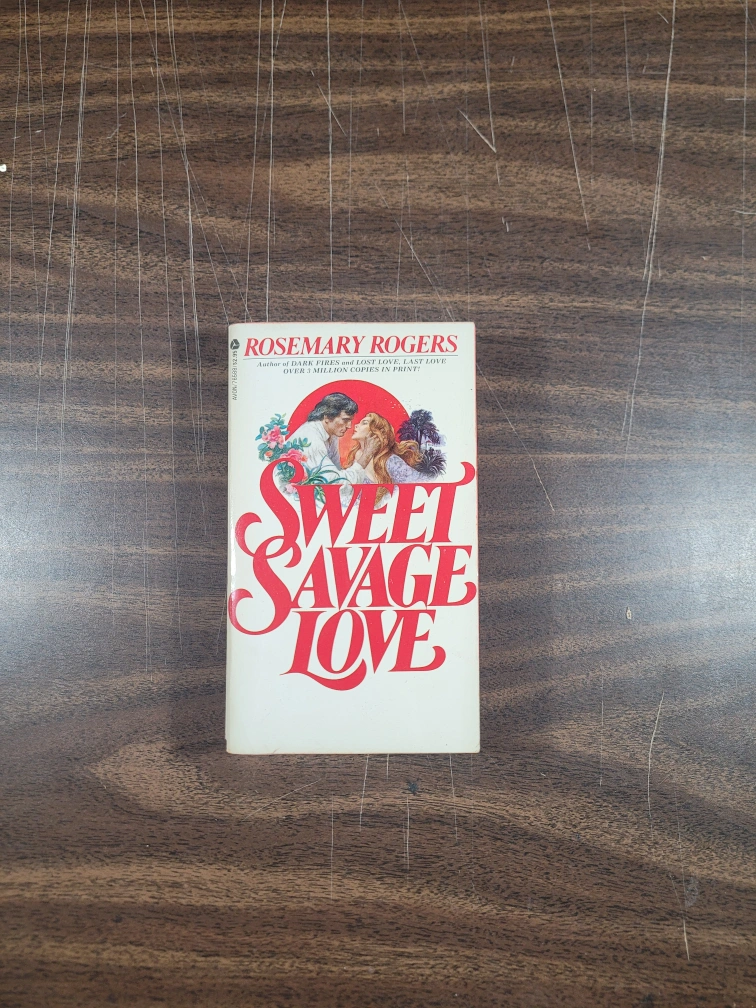 ROSEMARY ROGERS
Author of DARK FIRES and LOST LOVE, LAST LOVE
OVER 3 MILLION COPIES IN PRINT!
SWEET
SAVAGE
LOVE